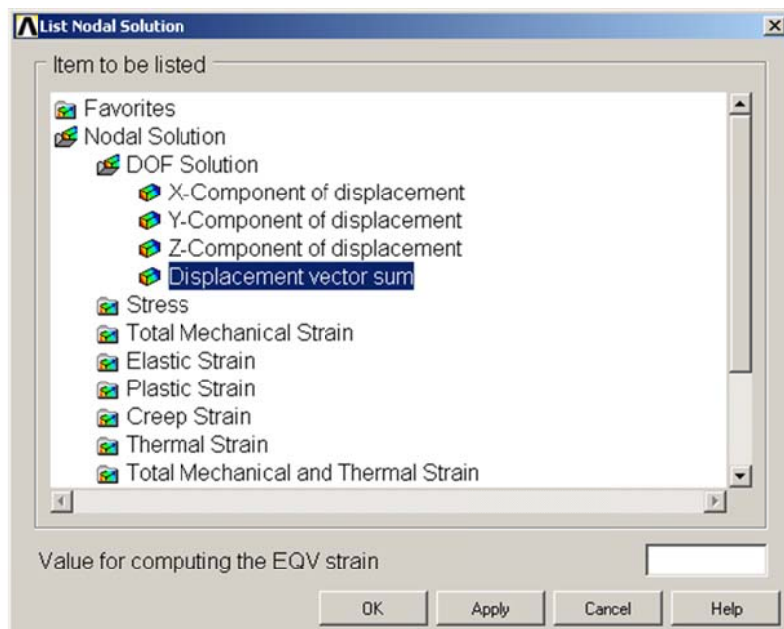 List Nodal Solution
Item to be listed
Favorites
Nodal Solution
DOF Solution
X-Component of displacement
Y-Component of displacement
Z-Component of displacement
Displacement vector sum
Stress
Total Mechanical Strain
Elastic Strain
Plastic Strain
Creep Strain
Thermal Strain
Total Mechanical and Thermal Strain
Value for computing the EQV strain
OK Apply Cancel Help